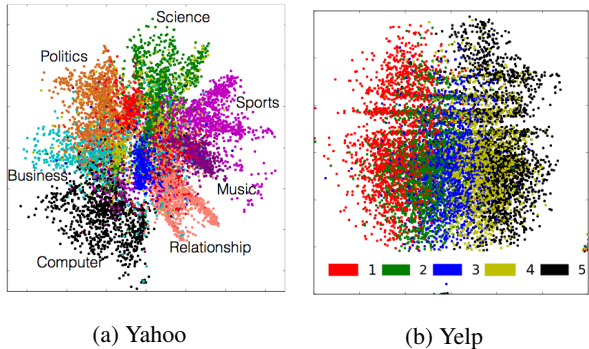 Science
Politics
Sports
Business
Music
Relationship
Computer
1 2 3 4 5
(a) Yahoo
(b) Yelp